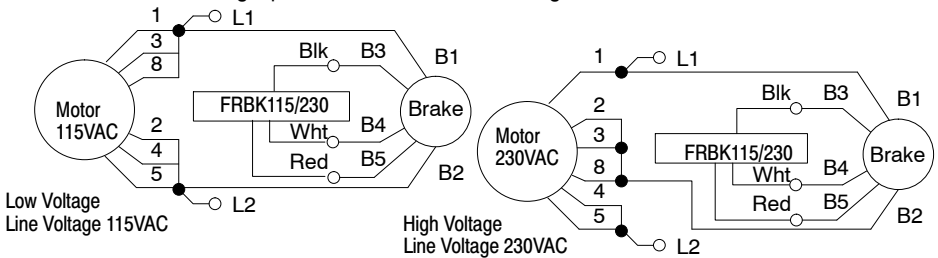 1
L1
3
8
Blk
B3
B1
Motor
115VAC
FRBK115/230
Brake
2
4
5
Wht
B4
Red
B5
B2
L2
Low Voltage
Line Voltage 115VAC
1
L1
Blk
B3
B1
2
3
8
4
5
Motor
230VAC
FRBK115/230
Brake
Wht
B4
Red
B5
B2
L2
High Voltage
Line Voltage 230VAC